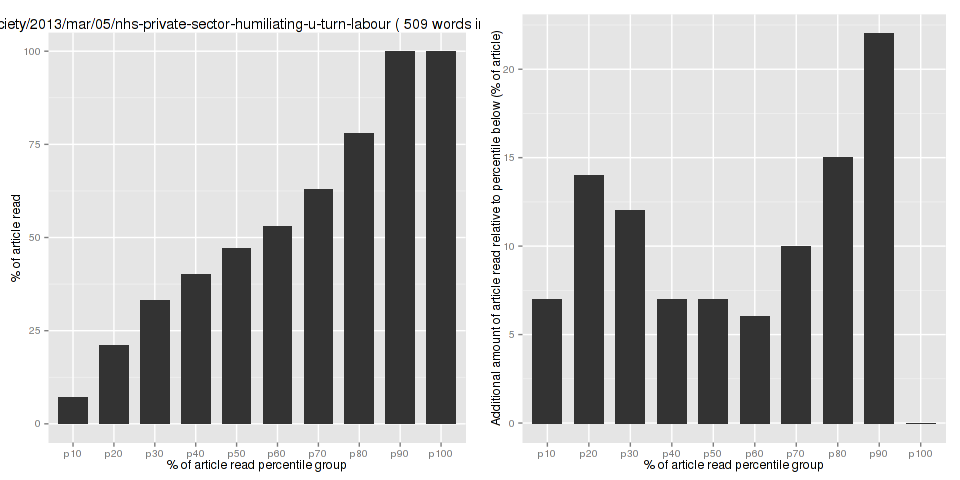 ciety/2013/mar/05/nhs-private-sector-humiliating-u-turn-labour ( 509 words in
% of article read
100
75
50
25
0
p10 p20 p30 p40 p50 p60 p70 p80 p90 p100
% of article read percentile group
Additional amount of article read relative to percentile below (% of article)
20
15
10
5
0
p10 p20 p30 p40 p50 p60 p70 p80 p90 p100
% of article read percentile group